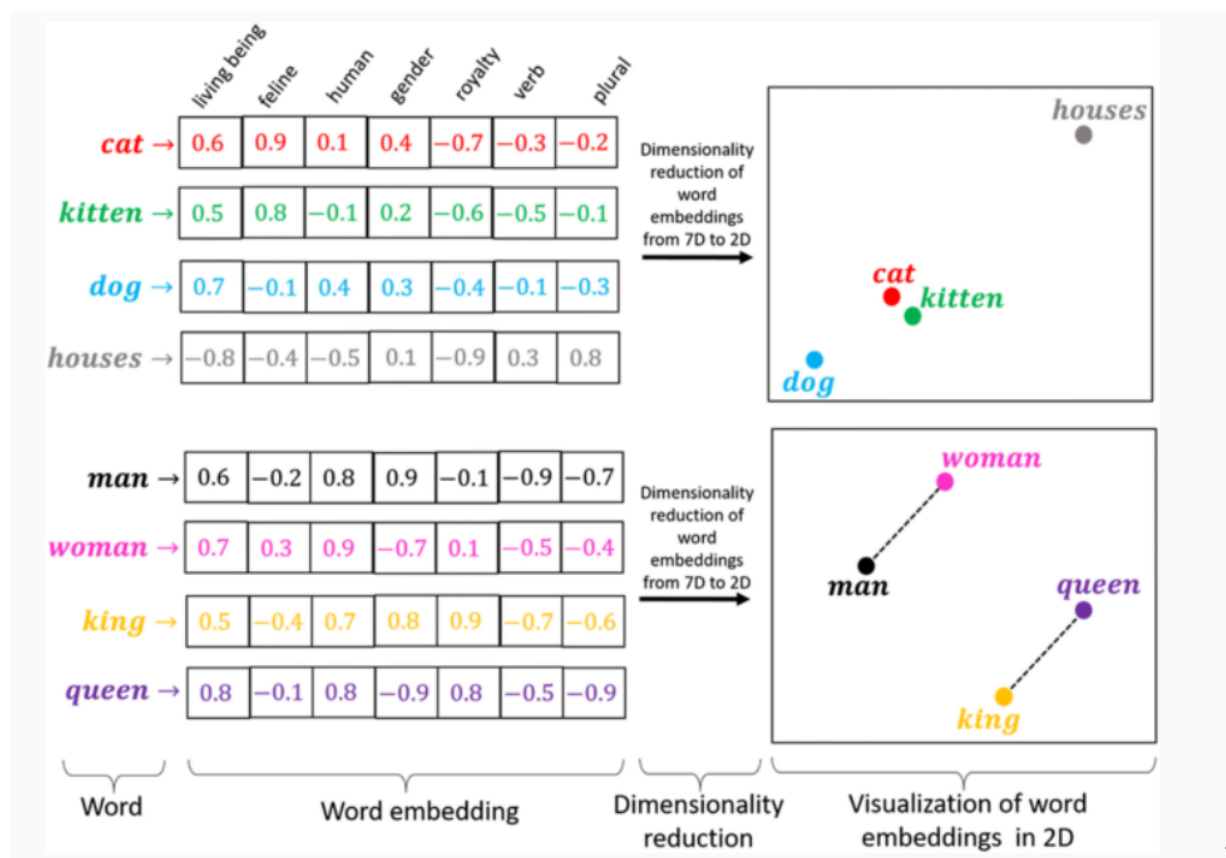 living being feline human gender royalty verb plural
cat → 0.6 0.9 0.1 0.4 −0.7 −0.3 −0.2
kitten → 0.5 0.8 −0.1 0.2 −0.6 −0.5 −0.1
dog → 0.7 −0.1 0.4 0.3 −0.4 −0.1 −0.3
houses → −0.8 −0.4 −0.5 0.1 −0.9 0.3 0.8
Dimensionality
reduction of
word
embeddings
from 7D to 2D
houses
cat
kitten
dog
man → 0.6 −0.2 0.8 0.9 −0.1 −0.9 −0.7
woman → 0.7 0.3 0.9 −0.7 0.1 −0.5 −0.4
king → 0.5 −0.4 0.7 0.8 0.9 −0.7 −0.6
queen → 0.8 −0.1 0.8 −0.9 0.8 −0.5 −0.9
Dimensionality
reduction of
word
embeddings
from 7D to 2D
woman
man
queen
king
Word
Word embedding
Dimensionality
reduction
Visualization of word
embeddings in 2D